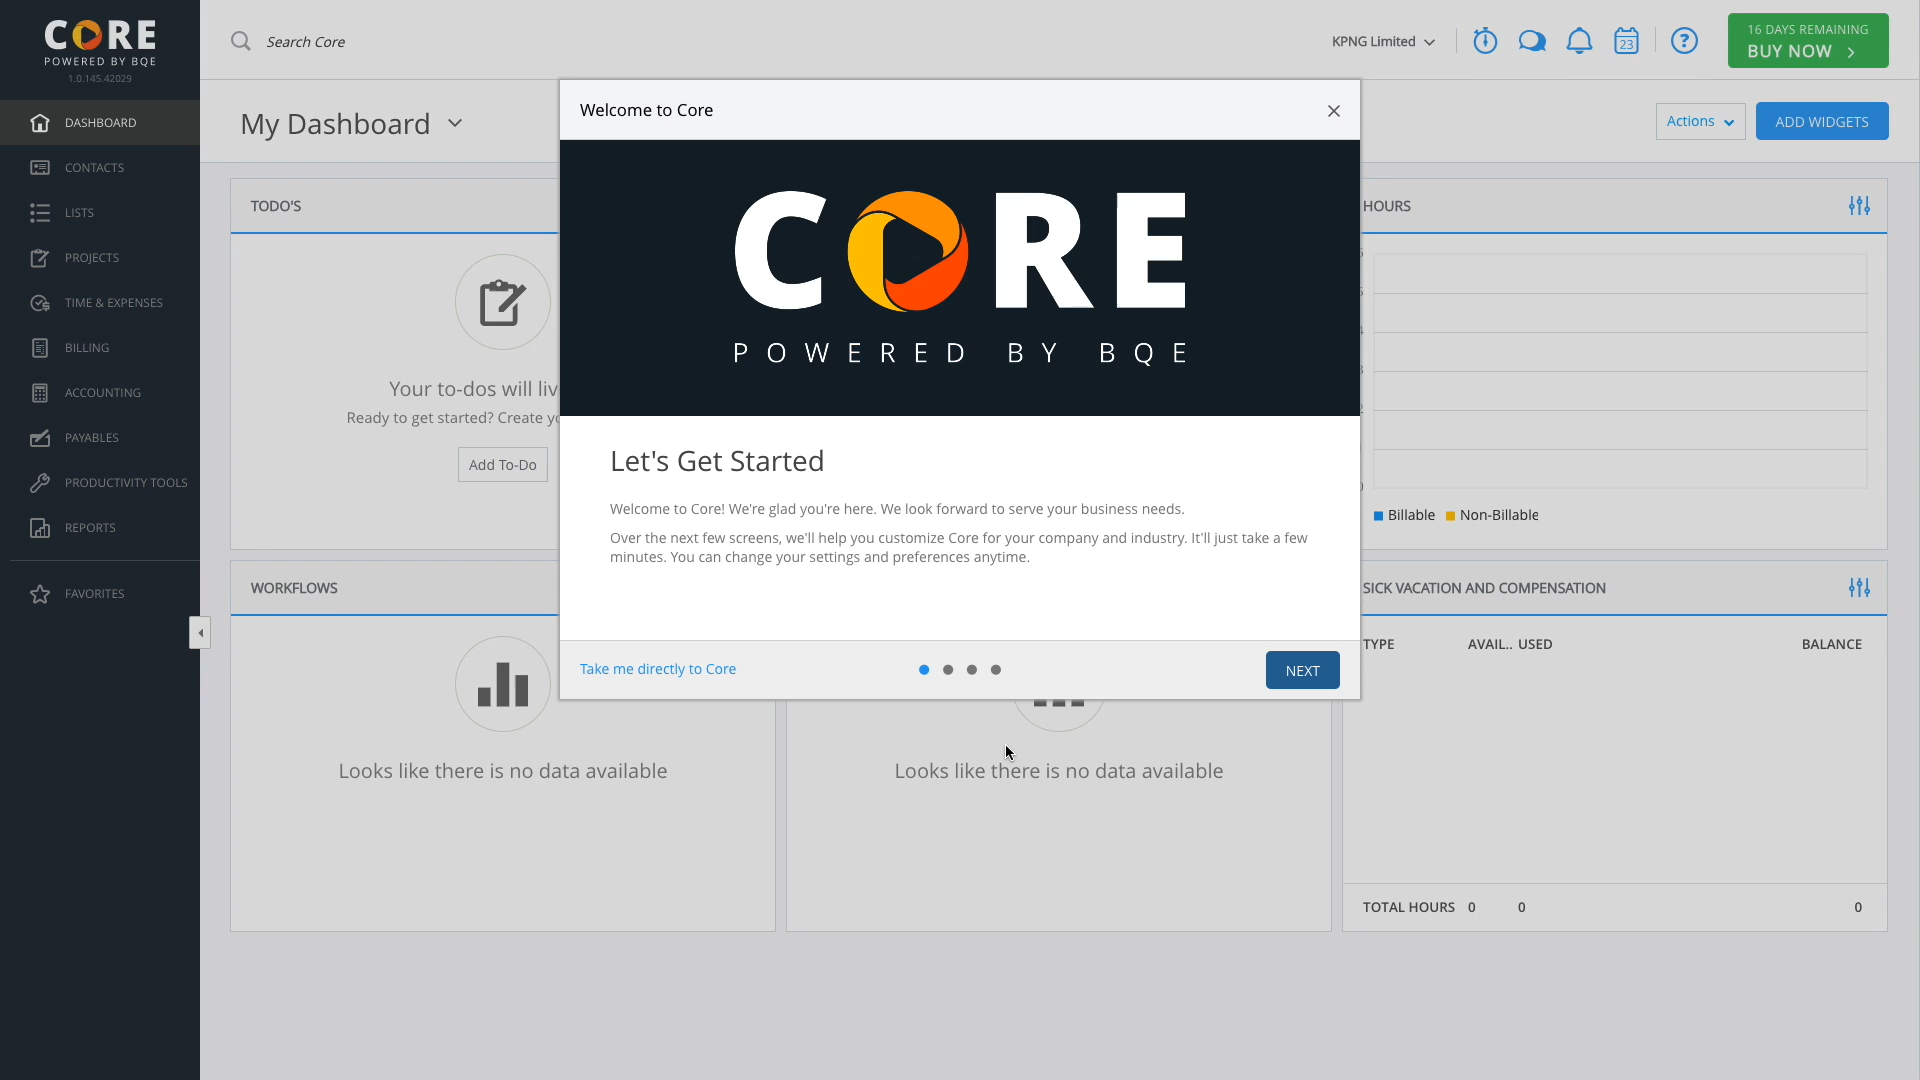 CORE
POWERED BY BQE
1.0.145.42029
Search Core
KPNG Limited
23
16 DAYS REMAINING
BUY NOW
DASHBOARD
CONTACTS
LISTS
PROJECTS
TIME & EXPENSES
BILLING
ACCOUNTING
PAYABLES
PRODUCTIVITY TOOLS
REPORTS
FAVORITES
My Dashboard
Actions
ADD WIDGETS
Welcome to Core
CORE
POWERED BY BQE
Let's Get Started
Welcome to Core! We're glad you're here. We look forward to serve your business needs.
Over the next few screens, we'll help you customize Core for your company and industry. It'll just take a few
minutes. You can change your settings and preferences anytime.
Take me directly to Core
NEXT
TODO'S
Your to-dos will liv
Ready to get started? Create yo
Add To-Do
HOURS
Billable
Non-Billable
WORKFLOWS
Looks like there is no data available
Looks like there is no data available
SICK VACATION AND COMPENSATION
TYPE AVAIL.. USED BALANCE
TOTAL HOURS 0 0 0